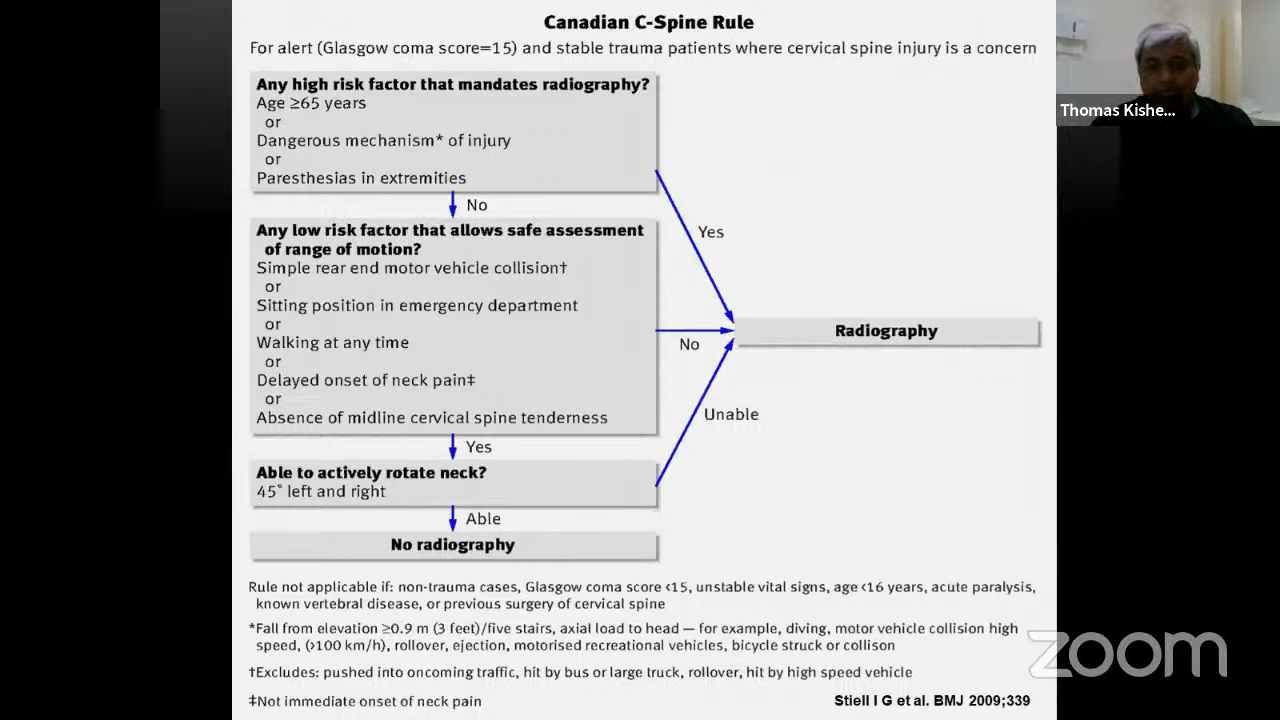 Canadian C-Spine Rule
For alert (Glasgow coma score=15) and stable trauma patients where cervical spine injury is a concern
Any high risk factor that mandates radiography?
Age ≥65 years
or
Dangerous mechanism* of injury
or
Paresthesias in extremities
No
Yes
Any low risk factor that allows safe assessment
of range of motion?
Simple rear end motor vehicle collision†
or
Sitting position in emergency department
or
Walking at any time
or
Delayed onset of neck pain‡
or
Absence of midline cervical spine tenderness
No
Radiography
Unable
Yes
Able to actively rotate neck?
45° left and right
Able
No radiography
Rule not applicable if: non-trauma cases, Glasgow coma score <15, unstable vital signs, age <16 years, acute paralysis,
known vertebral disease, or previous surgery of cervical spine
*Fall from elevation ≥0.9 m (3 feet)/five stairs, axial load to head — for example, diving, motor vehicle collision high
speed, (>100 km/h), rollover, ejection, motorised recreational vehicles, bicycle struck or collison
†Excludes: pushed into oncoming traffic, hit by bus or large truck, rollover, hit by high speed vehicle
‡Not immediate onset of neck pain
Stiell I G et al. BMJ 2009;339
Thomas Kishe...
zoom